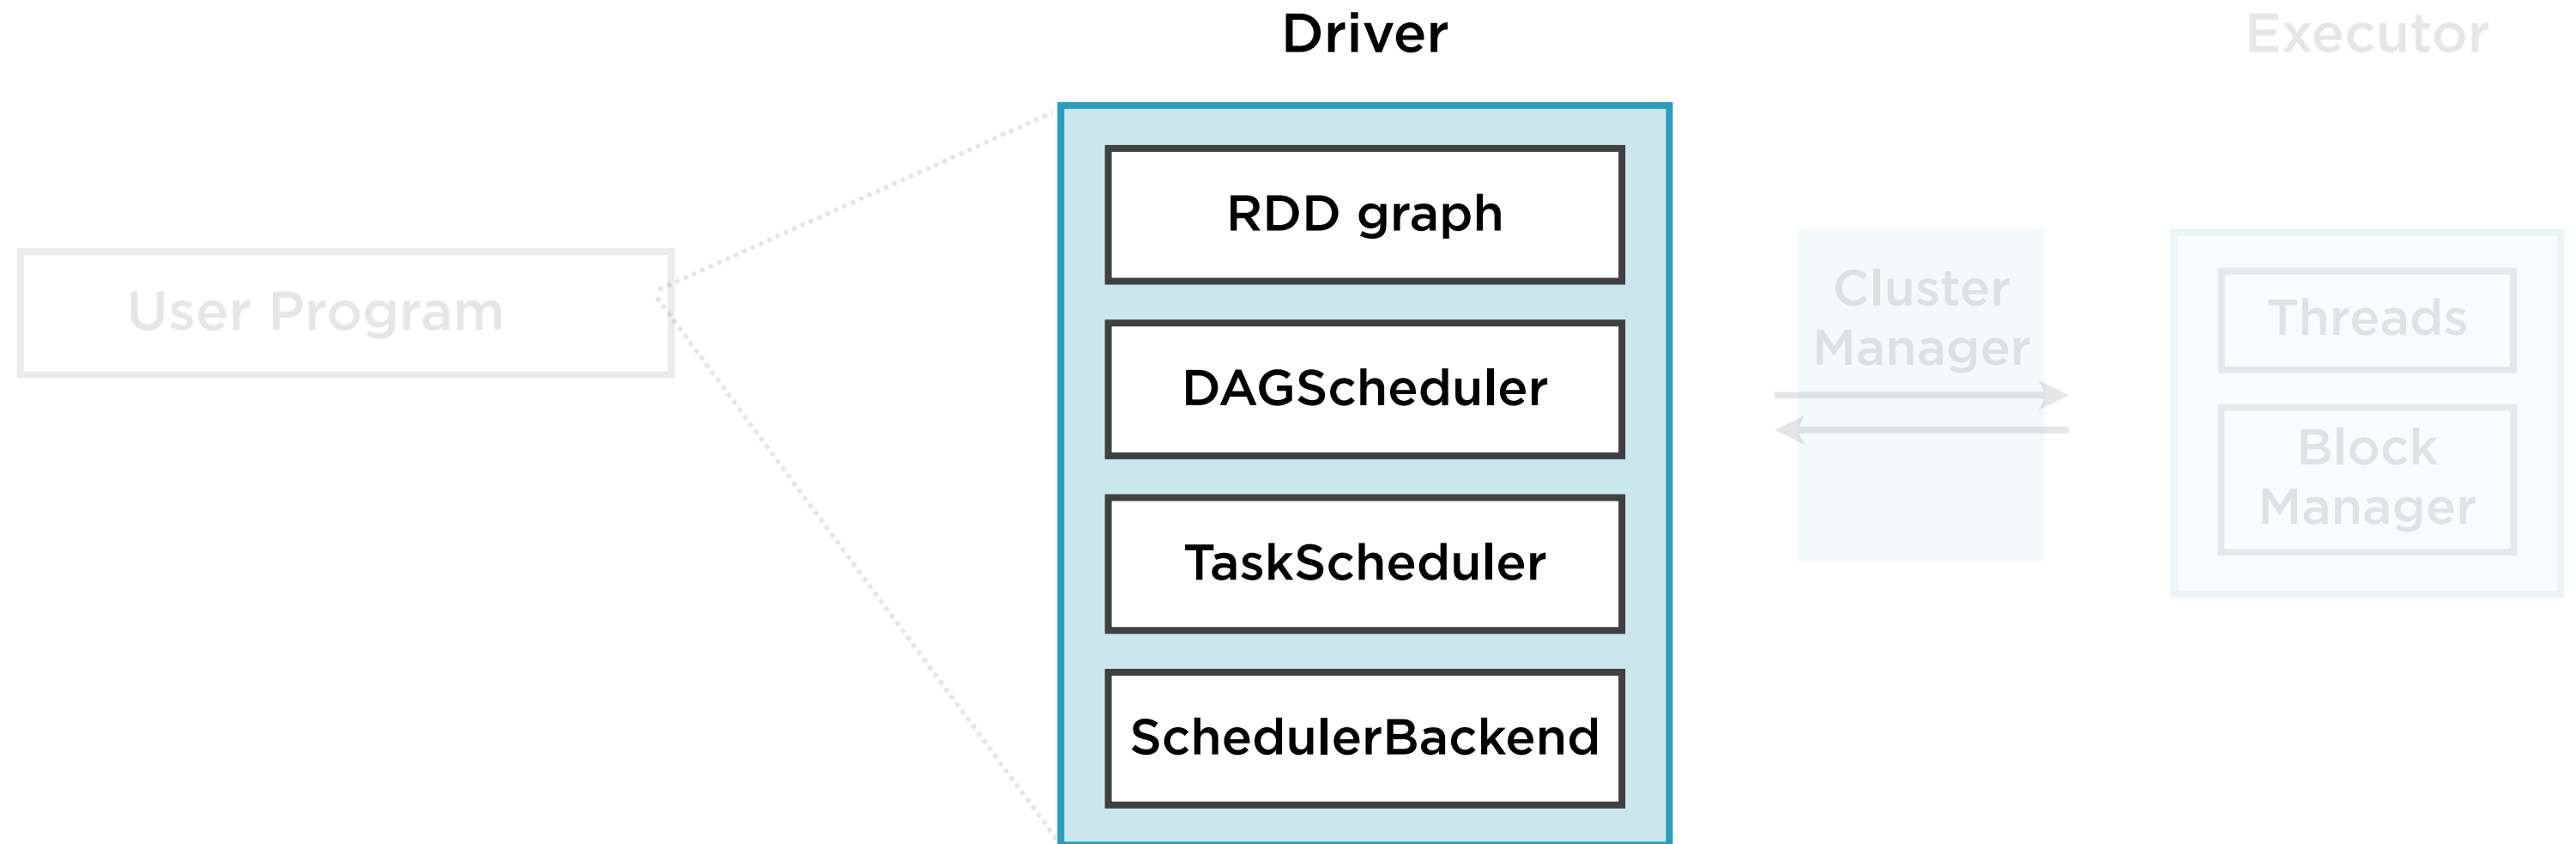 Driver
Executor
User Program
RDD graph
DAGScheduler
TaskScheduler
SchedulerBackend
Cluster
Manager
Threads
Block
Manager